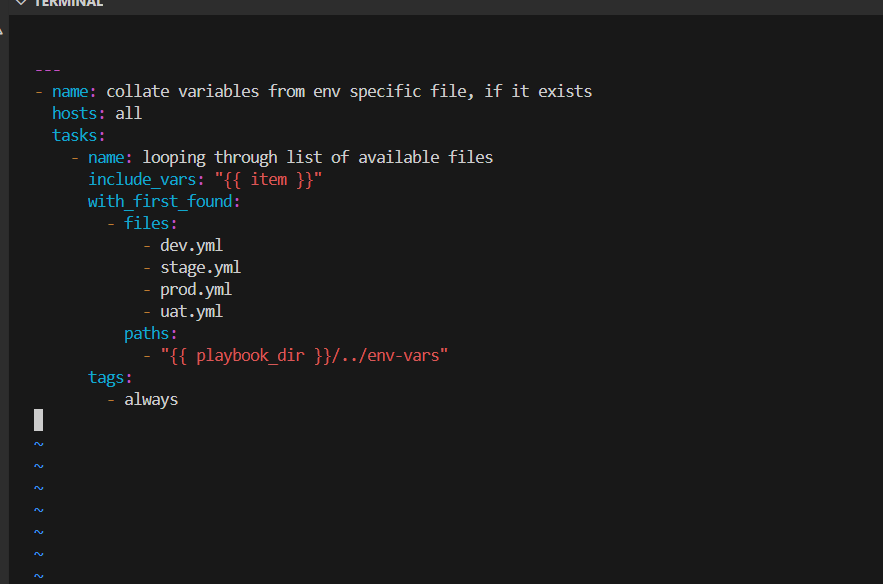 TERMINAL
---
- name: collate variables from env specific file, if it exists
  hosts: all
  tasks:
    - name: looping through list of available files
      include_vars: "{{ item }}"
      with_first_found:
        - files:
            - dev.yml
            - stage.yml
            - prod.yml
            - uat.yml
          paths:
            - "{{ playbook_dir }}/../env-vars"
      tags:
        - always
~
~
~
~
~
~
~